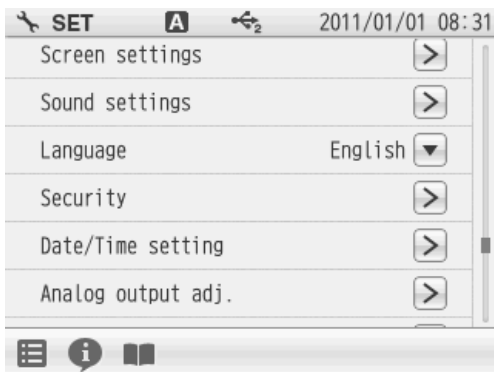 SET A 2 2011/01/01 08:31
Screen settings
Sound settings
Language English
Security
Date/Time setting
Analog output adj.